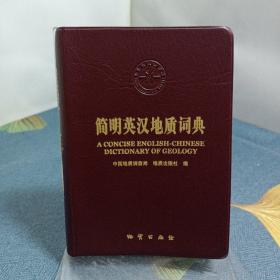 简明英汉地质词典
A CONCISE ENGLISH-CHINESE
DICTIONARY OF GEOLOGY
中国地质调查局 地质出版社 编
地质出版社